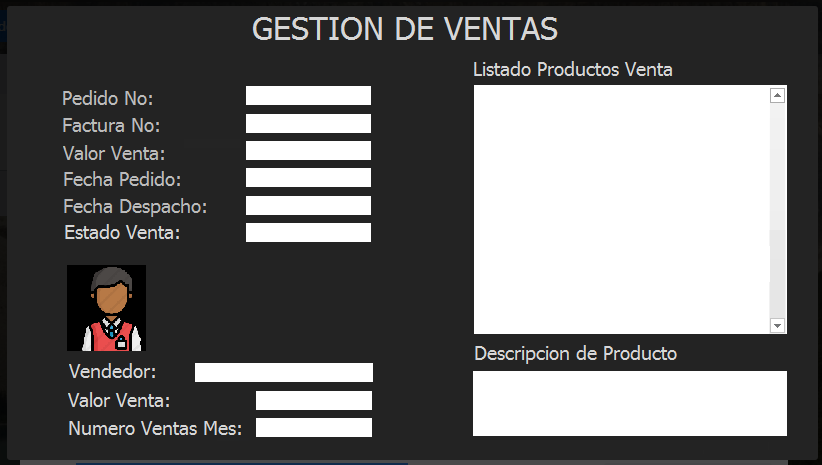 GESTION DE VENTAS
Pedido No:
Factura No:
Valor Venta:
Fecha Pedido:
Fecha Despacho:
Estado Venta:
Vendedor:
Valor Venta:
Numero Ventas Mes:
Listado Productos Venta
Descripcion de Producto